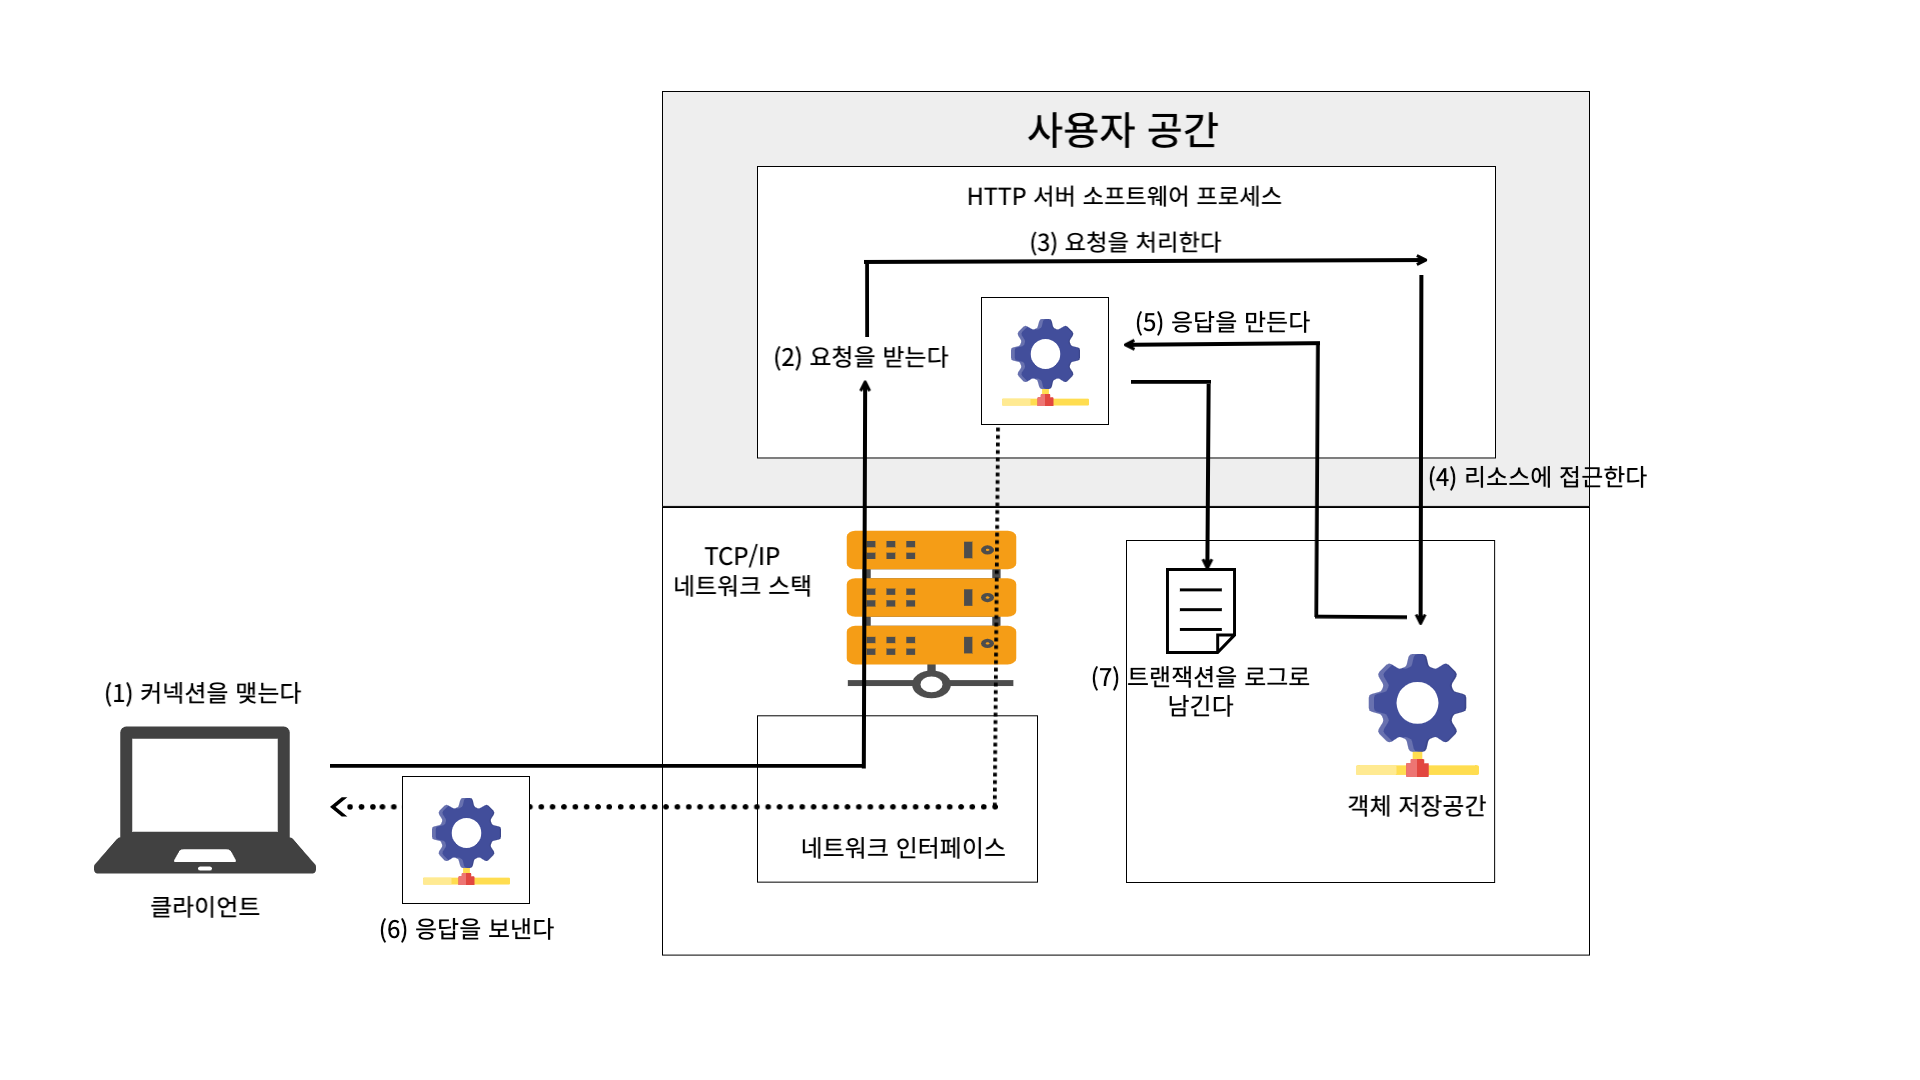 사용자 공간
HTTP 서버 소프트웨어 프로세스
(3) 요청을 처리한다
(5) 응답을 만든다
(2) 요청을 받는다
(4) 리소스에 접근한다
TCP/IP
네트워크 스택
(7) 트랜잭션을 로그로
남긴다
(1) 커넥션을 맺는다
객체 저장공간
네트워크 인터페이스
클라이언트
(6) 응답을 보낸다